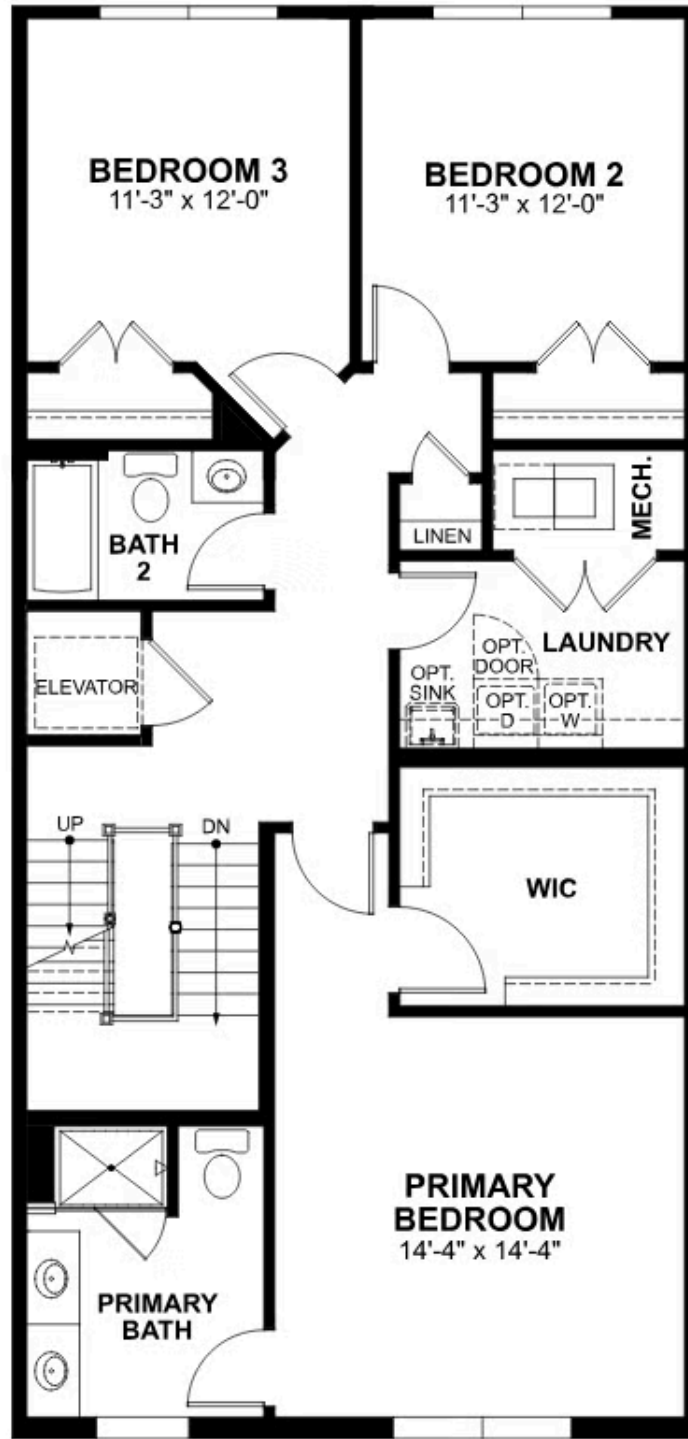 BEDROOM 3
11'-3" x 12'-0"
BEDROOM 2
11'-3" x 12'-0"
MECH.
LINEN
BATH
2
LAUNDRY
OPT.
DOOR
OPT.
SINK
OPT.
D
OPT.
W
ELEVATOR
UP
DN
WIC
PRIMARY
BEDROOM
14'-4" x 14'-4"
PRIMARY
BATH